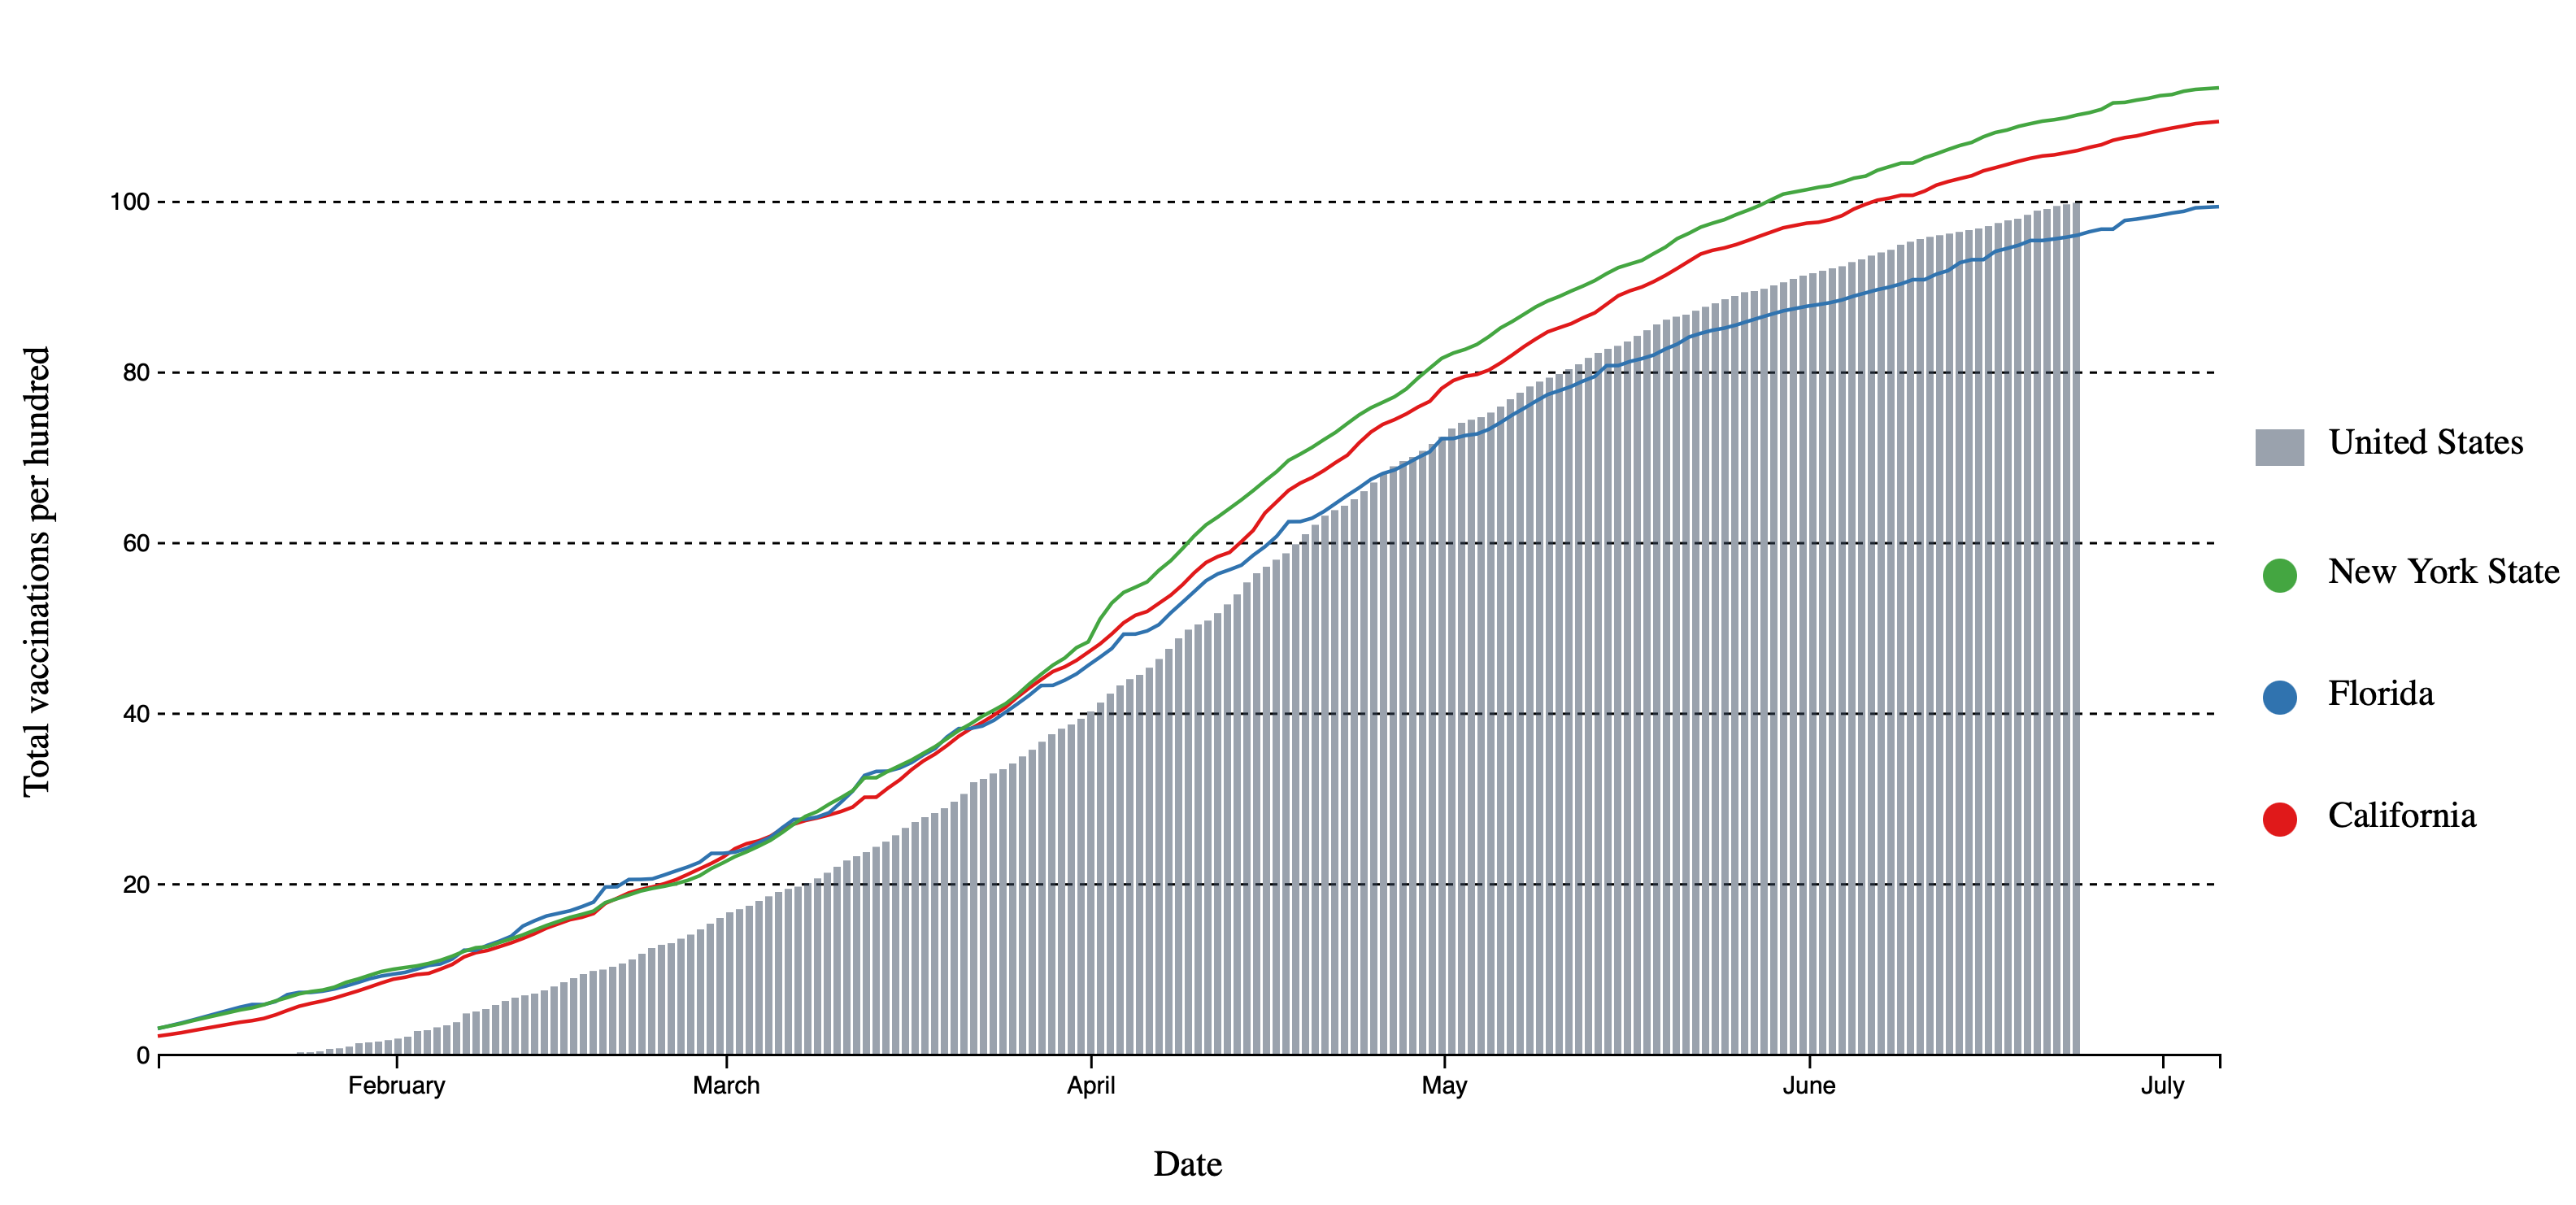 Total vaccinations per hundred
100
80
60
40
20
0
February March April May June July
Date
United States
New York State
Florida
California